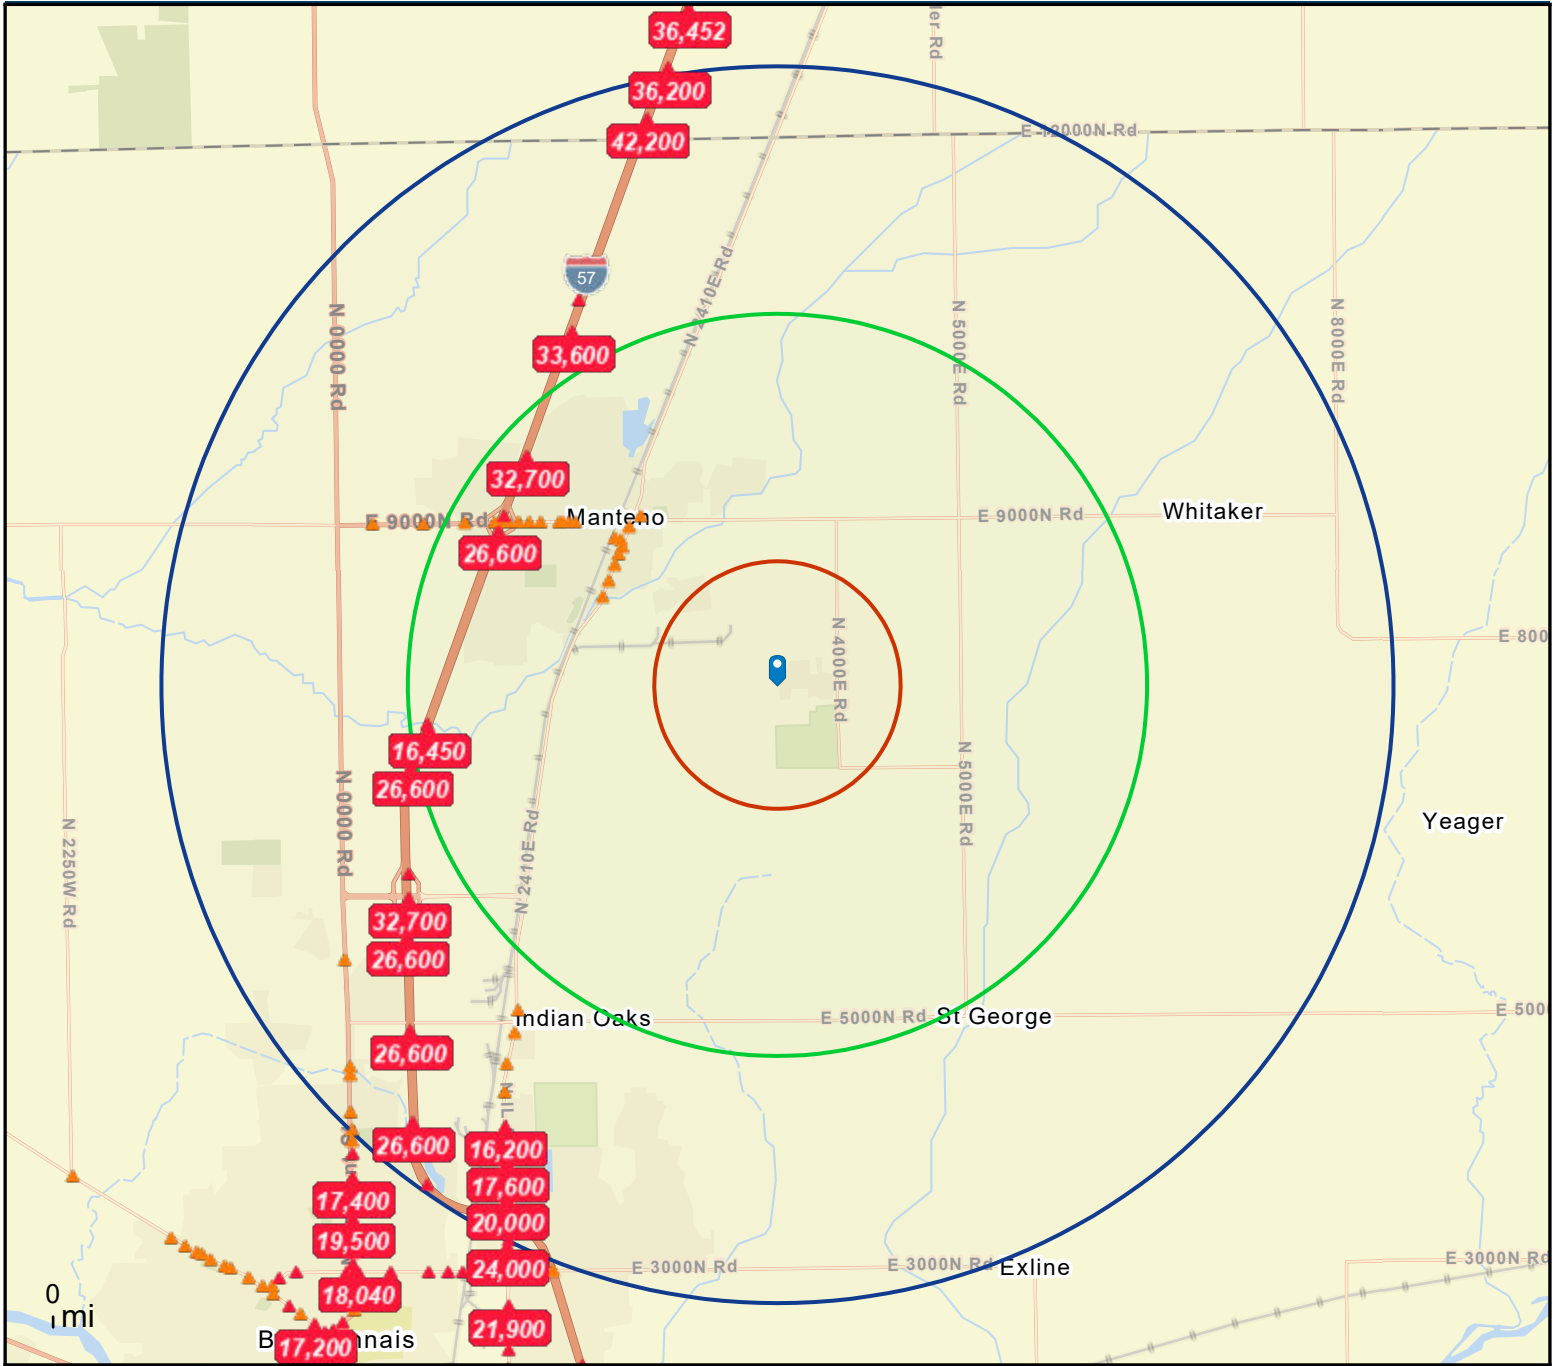 36,452
36,200
42,200
E 12000N Rd
57
N 2410E Rd
N 0000 Rd
N 5000E Rd
N 8000E Rd
33,600
32,700
E 9000N Rd
Manteno
E 9000N Rd
Whitaker
26,600
N 4000E Rd
E 800
16,450
26,600
N 0000 Rd
N 5000E Rd
N 2250W Rd
N 2410E Rd
Yeager
32,700
26,600
Indian Oaks
E 5000N Rd
St George
E 500
26,600
26,600
16,200
17,600
17,400
20,000
19,500
24,000
E 3000N Rd
E 3000N Rd
Exline
E 3000N Rd
18,040
0
mi
21,900
17,200